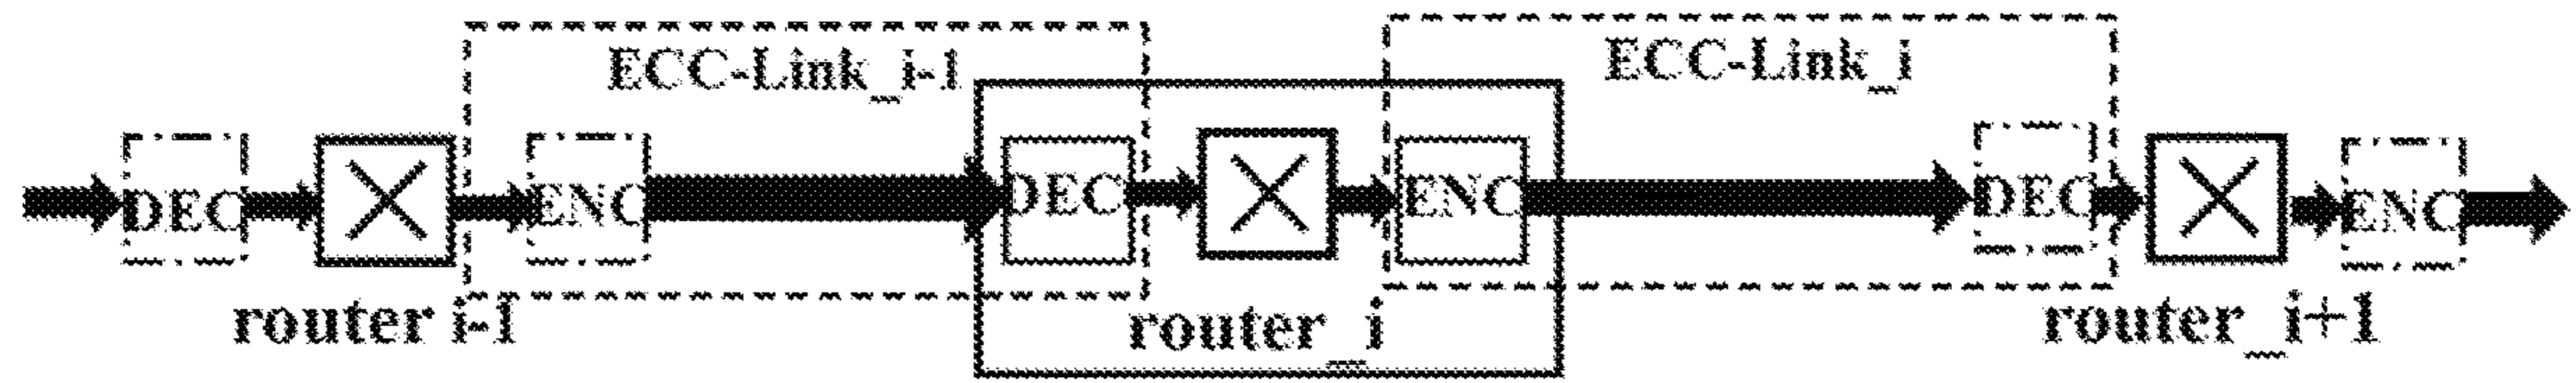 ECC-Link_i-1
ECC-Link_i
DEC
ENC
DEC
ENC
DEC
ENC
router i-1
router_i
router_i+1